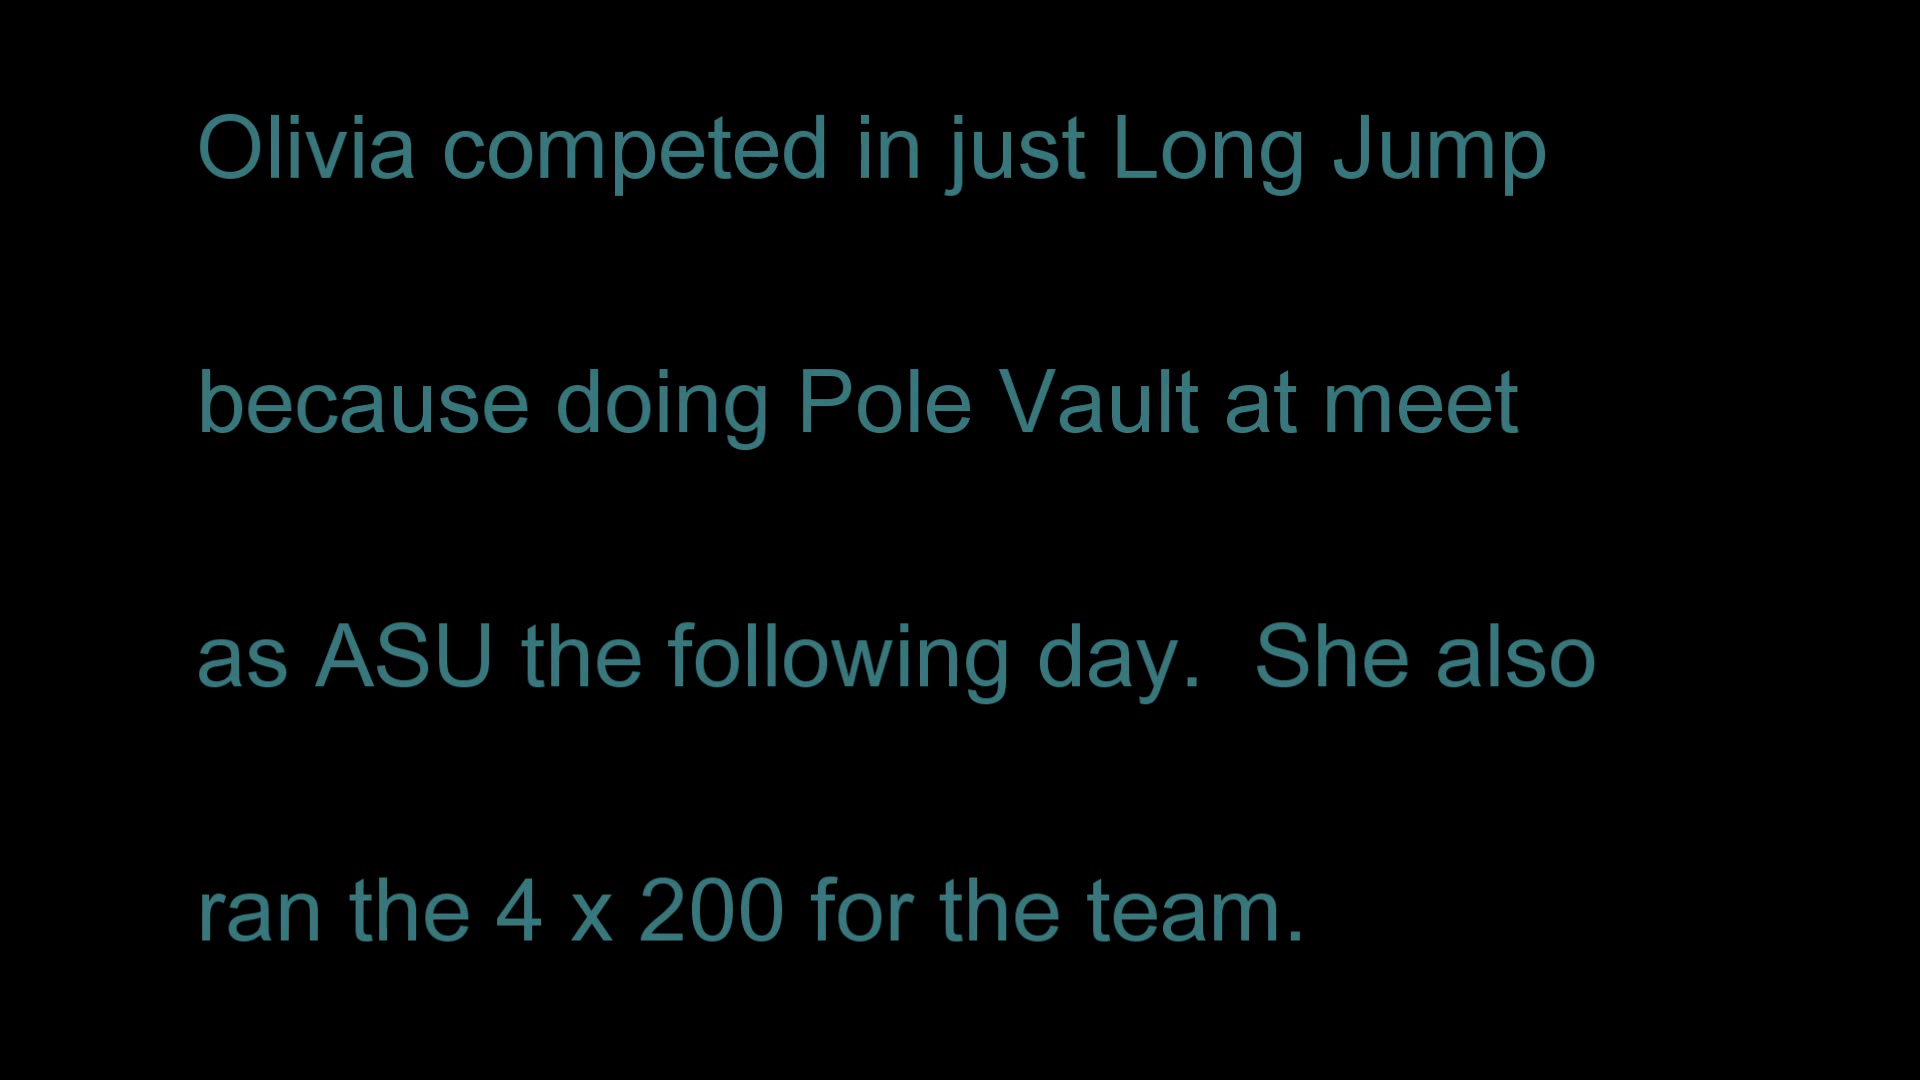 Olivia competed in just Long Jump
because doing Pole Vault at meet
as ASU the following day.  She also
ran the 4 x 200 for the team.